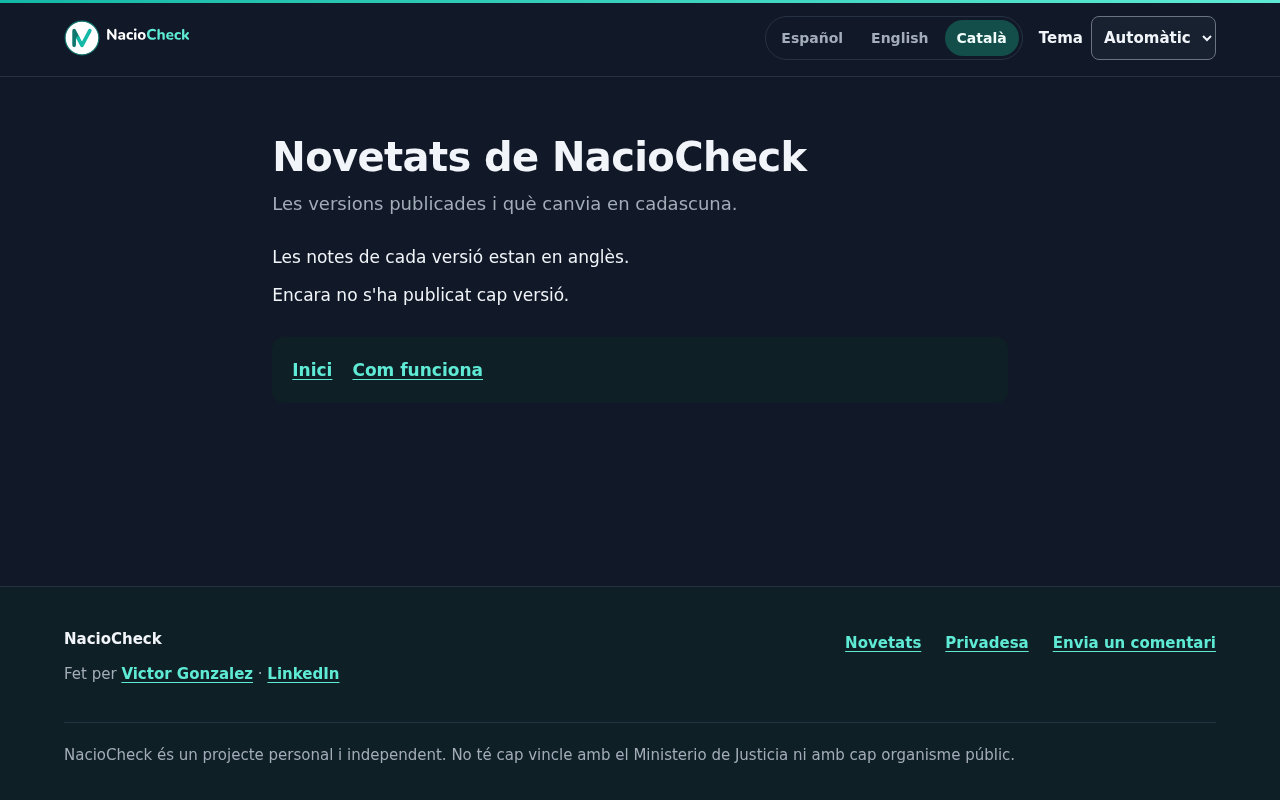 NacioCheck
Español English Català Tema Automàtic
Novetats de NacioCheck
Les versions publicades i què canvia en cadascuna.
Les notes de cada versió estan en anglès.
Encara no s'ha publicat cap versió.
Inici Com funciona
NacioCheck
Fet per Victor Gonzalez · LinkedIn
Novetats Privadesa Envia un comentari
NacioCheck és un projecte personal i independent. No té cap vincle amb el Ministerio de Justicia ni amb cap organisme públic.